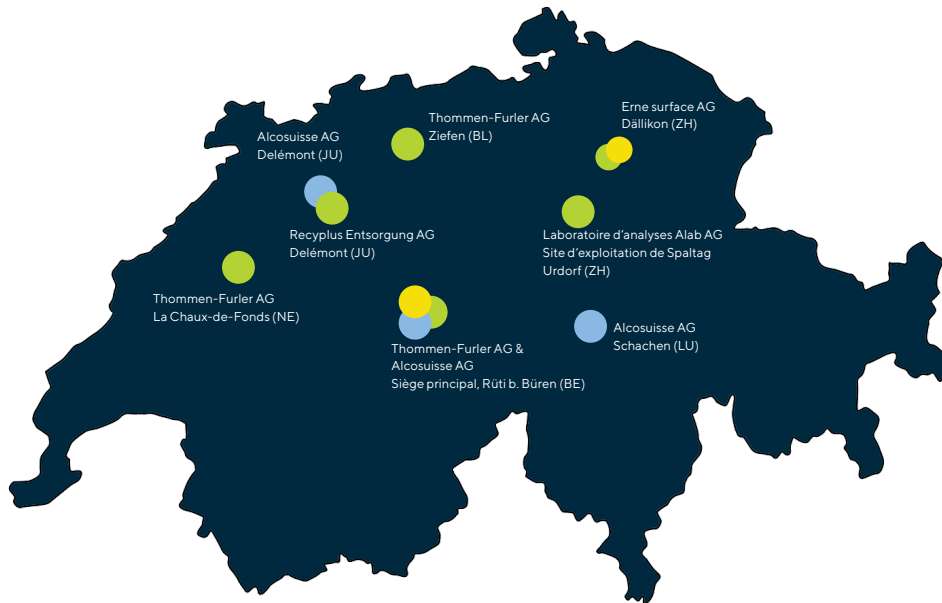 Erne surface AG
Dällikon (ZH)
Thommen-Furler AG
Ziefen (BL)
Alcosuisse AG
Delémont (JU)
Recyplus Entsorgung AG
Delémont (JU)
Laboratoire d’analyses Alab AG
Site d’exploitation de Spaltag
Urdorf (ZH)
Thommen-Furler AG
La Chaux-de-Fonds (NE)
Alcosuisse AG
Schachen (LU)
Thommen-Furler AG &
Alcosuisse AG
Siège principal, Rüti b. Büren (BE)